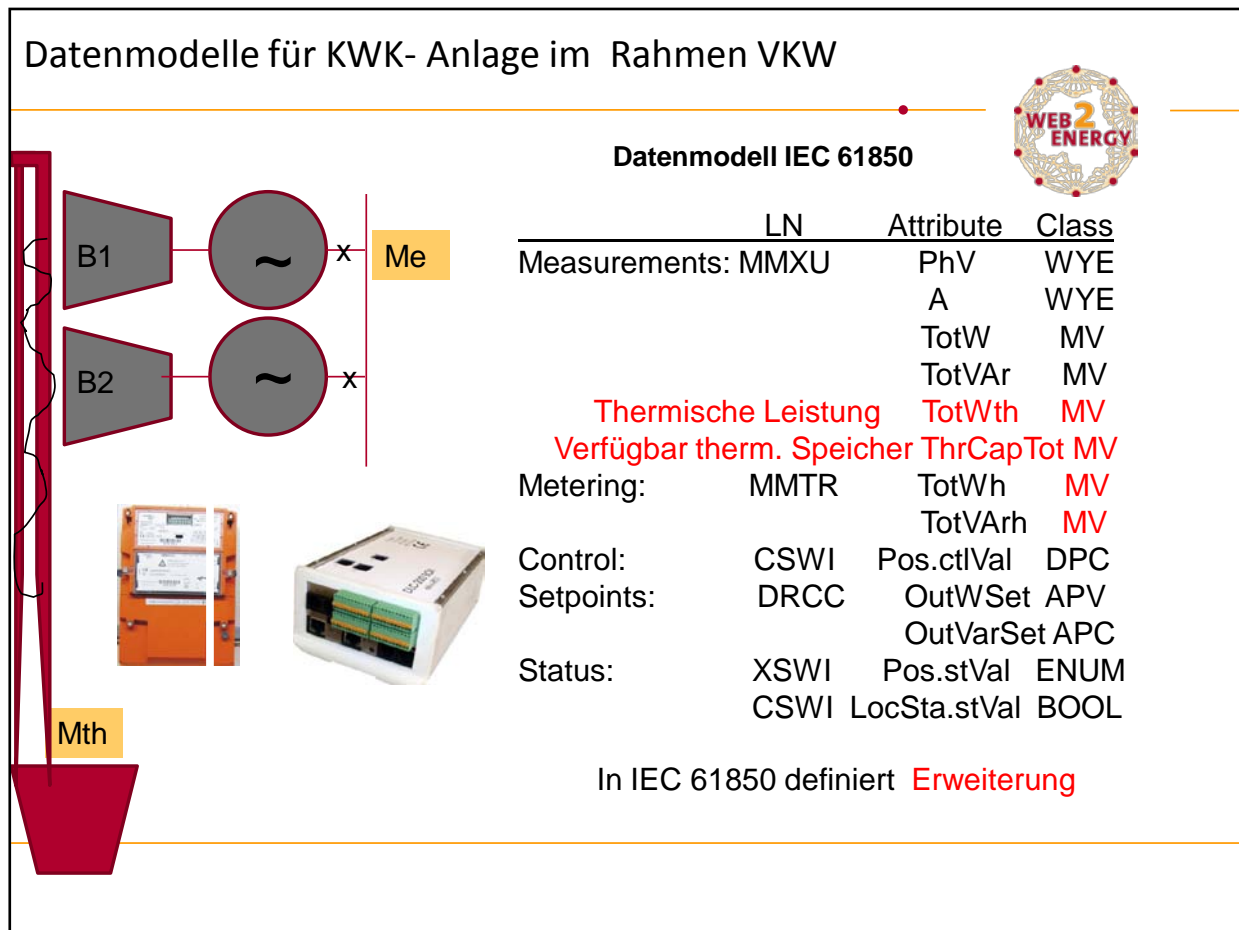 Datenmodelle für KWK- Anlage im  Rahmen VKW
WEB2
ENERGY
Datenmodell IEC 61850
LN Attribute Class
Measurements: MMXU PhV WYE
A WYE
TotW MV
TotVAr MV
Thermische Leistung TotWth MV
Verfügbar therm. Speicher ThrCapTot MV
Metering: MMTR TotWh MV
TotVArh MV
Control: CSWI Pos.ctlVal DPC
Setpoints: DRCC OutWSet APV
OutVarSet APC
Status: XSWI Pos.stVal ENUM
CSWI LocSta.stVal BOOL
In IEC 61850 definiert Erweiterung
B1 ~ x Me
B2 ~ x
Mth